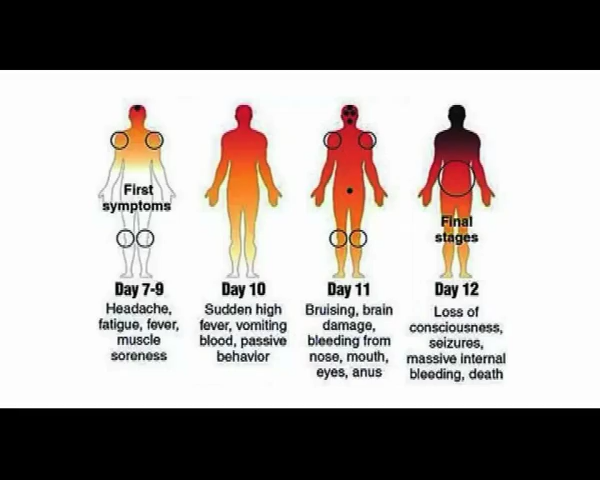 First
symptoms
Day 7-9
Headache,
fatigue, fever,
muscle
soreness
Day 10
Sudden high
fever, vomiting
blood, passive
behavior
Day 11
Bruising, brain
damage,
bleeding from
nose, mouth,
eyes, anus
Final
stages
Day 12
Loss of
consciousness,
seizures,
massive internal
bleeding, death